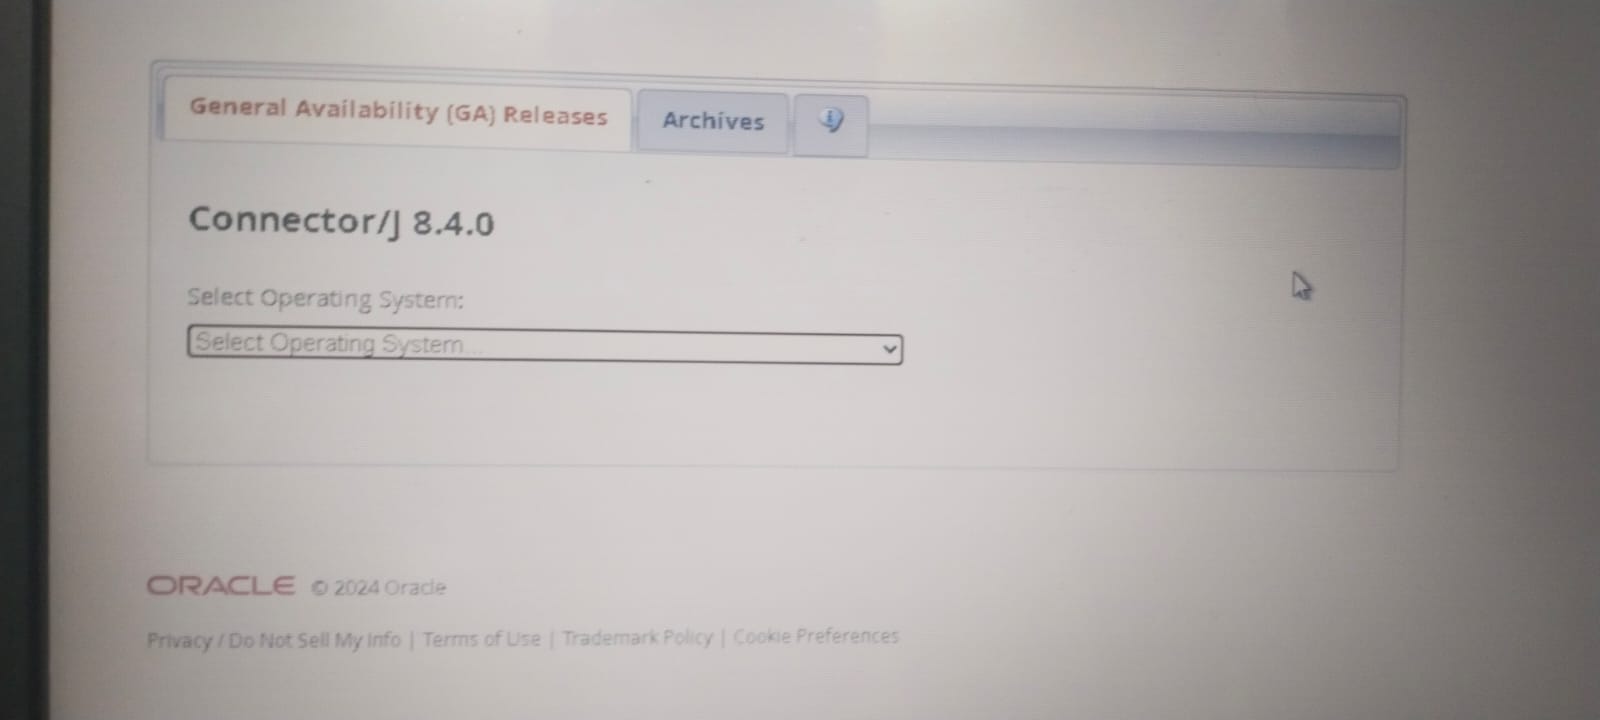 General Availability (GA) Releases
Archives
Connector/J 8.4.0
Select Operating System:
Select Operating System...
ORACLE © 2024 Oracle
Privacy / Do Not Sell My Info | Terms of Use | Trademark Policy | Cookie Preferences